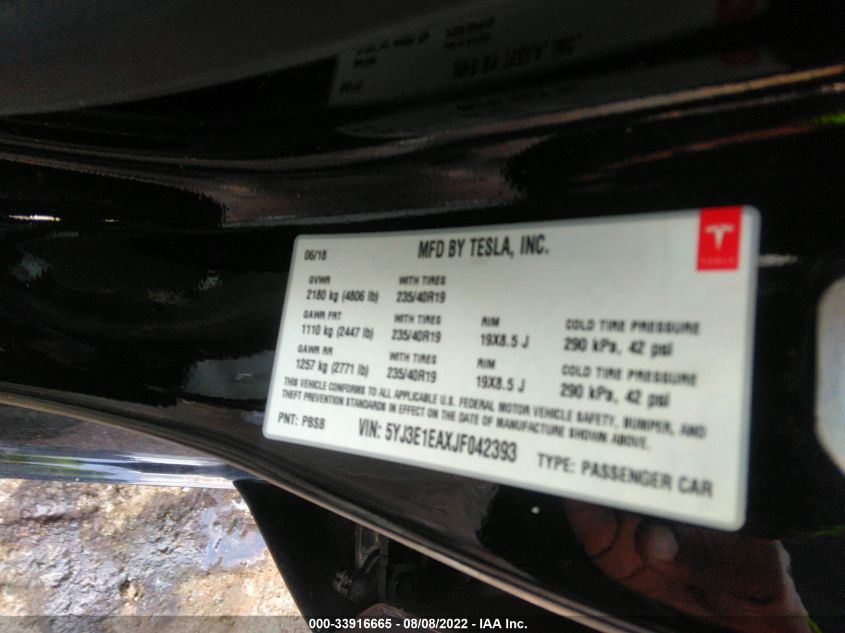 06/18 MFD BY TESLA, INC.
TESLA
GVWR WITH TIRES
2180 kg (4806 lb) 235/40R19
GAWR FRT WITH TIRES RIM COLD TIRE PRESSURE
1110 kg (2447 lb) 235/40R19 19X8.5 J 290 kPa, 42 psi
GAWR RR WITH TIRES RIM COLD TIRE PRESSURE
1257 kg (2771 lb) 235/40R19 19X8.5 J 290 kPa, 42 psi
THIS VEHICLE CONFORMS TO ALL APPLICABLE U.S. FEDERAL MOTOR VEHICLE SAFETY, BUMPER, AND
THEFT PREVENTION STANDARDS IN EFFECT ON THE DATE OF MANUFACTURE SHOWN ABOVE.
PNT: PBSB VIN: 5YJ3E1EAXJF042393 TYPE: PASSENGER CAR
000-33916665 - 08/08/2022 - IAA Inc.